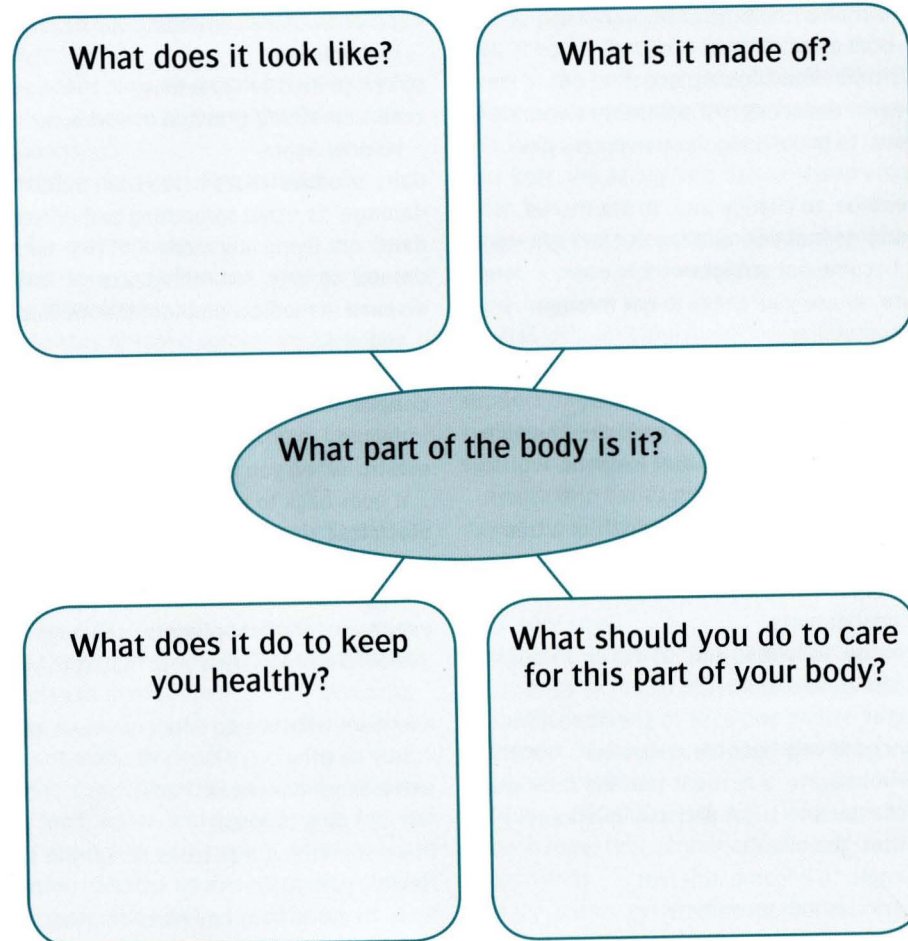 What does it look like?
What is it made of?
What part of the body is it?
What does it do to keep
you healthy?
What should you do to care
for this part of your body?